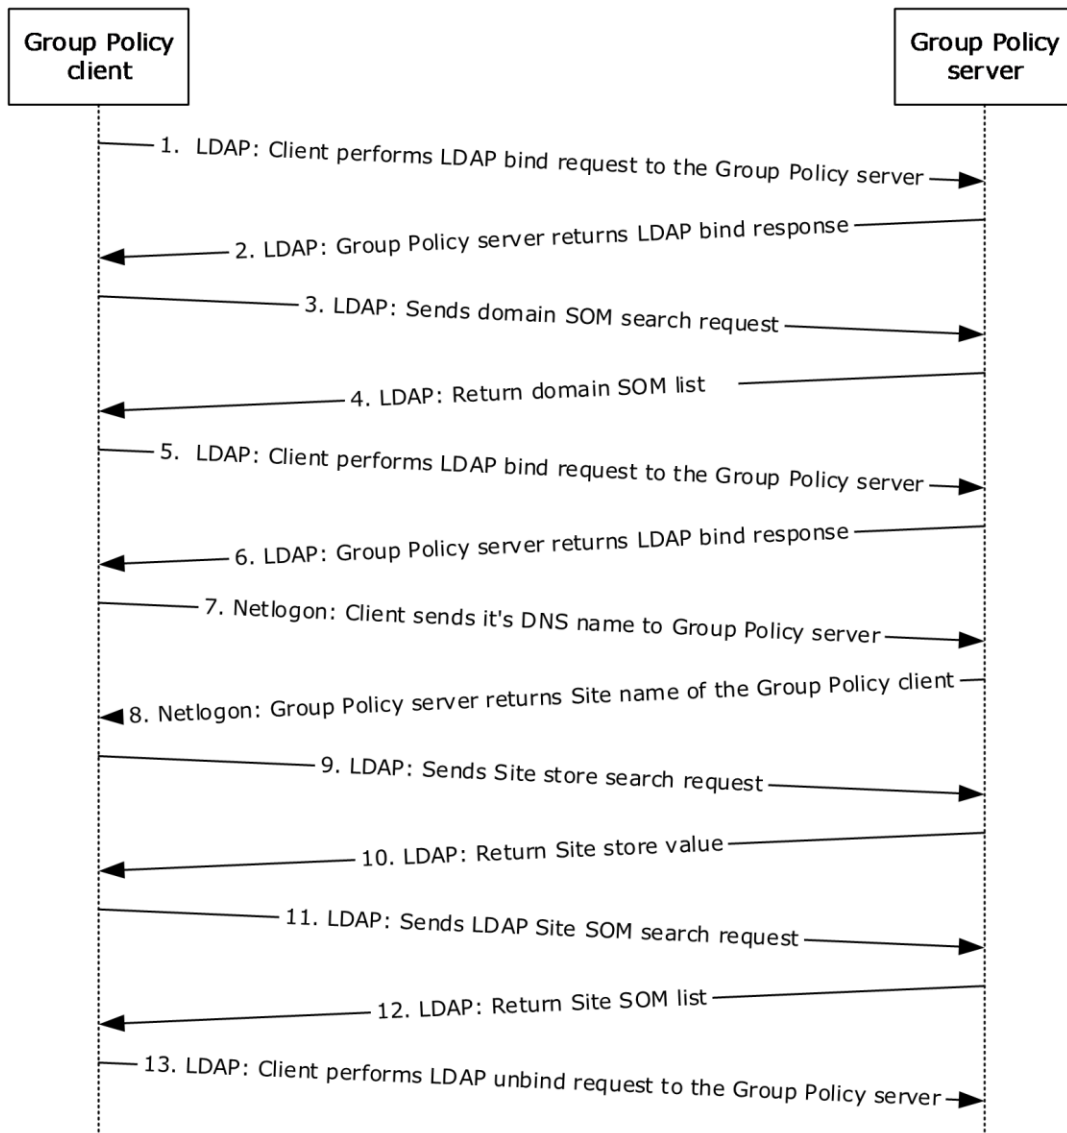 Group Policy
client
Group Policy
server
1. LDAP: Client performs LDAP bind request to the Group Policy server
2. LDAP: Group Policy server returns LDAP bind response
3. LDAP: Sends domain SOM search request
4. LDAP: Return domain SOM list
5. LDAP: Client performs LDAP bind request to the Group Policy server
6. LDAP: Group Policy server returns LDAP bind response
7. Netlogon: Client sends it's DNS name to Group Policy server
8. Netlogon: Group Policy server returns Site name of the Group Policy client
9. LDAP: Sends Site store search request
10. LDAP: Return Site store value
11. LDAP: Sends LDAP Site SOM search request
12. LDAP: Return Site SOM list
13. LDAP: Client performs LDAP unbind request to the Group Policy server